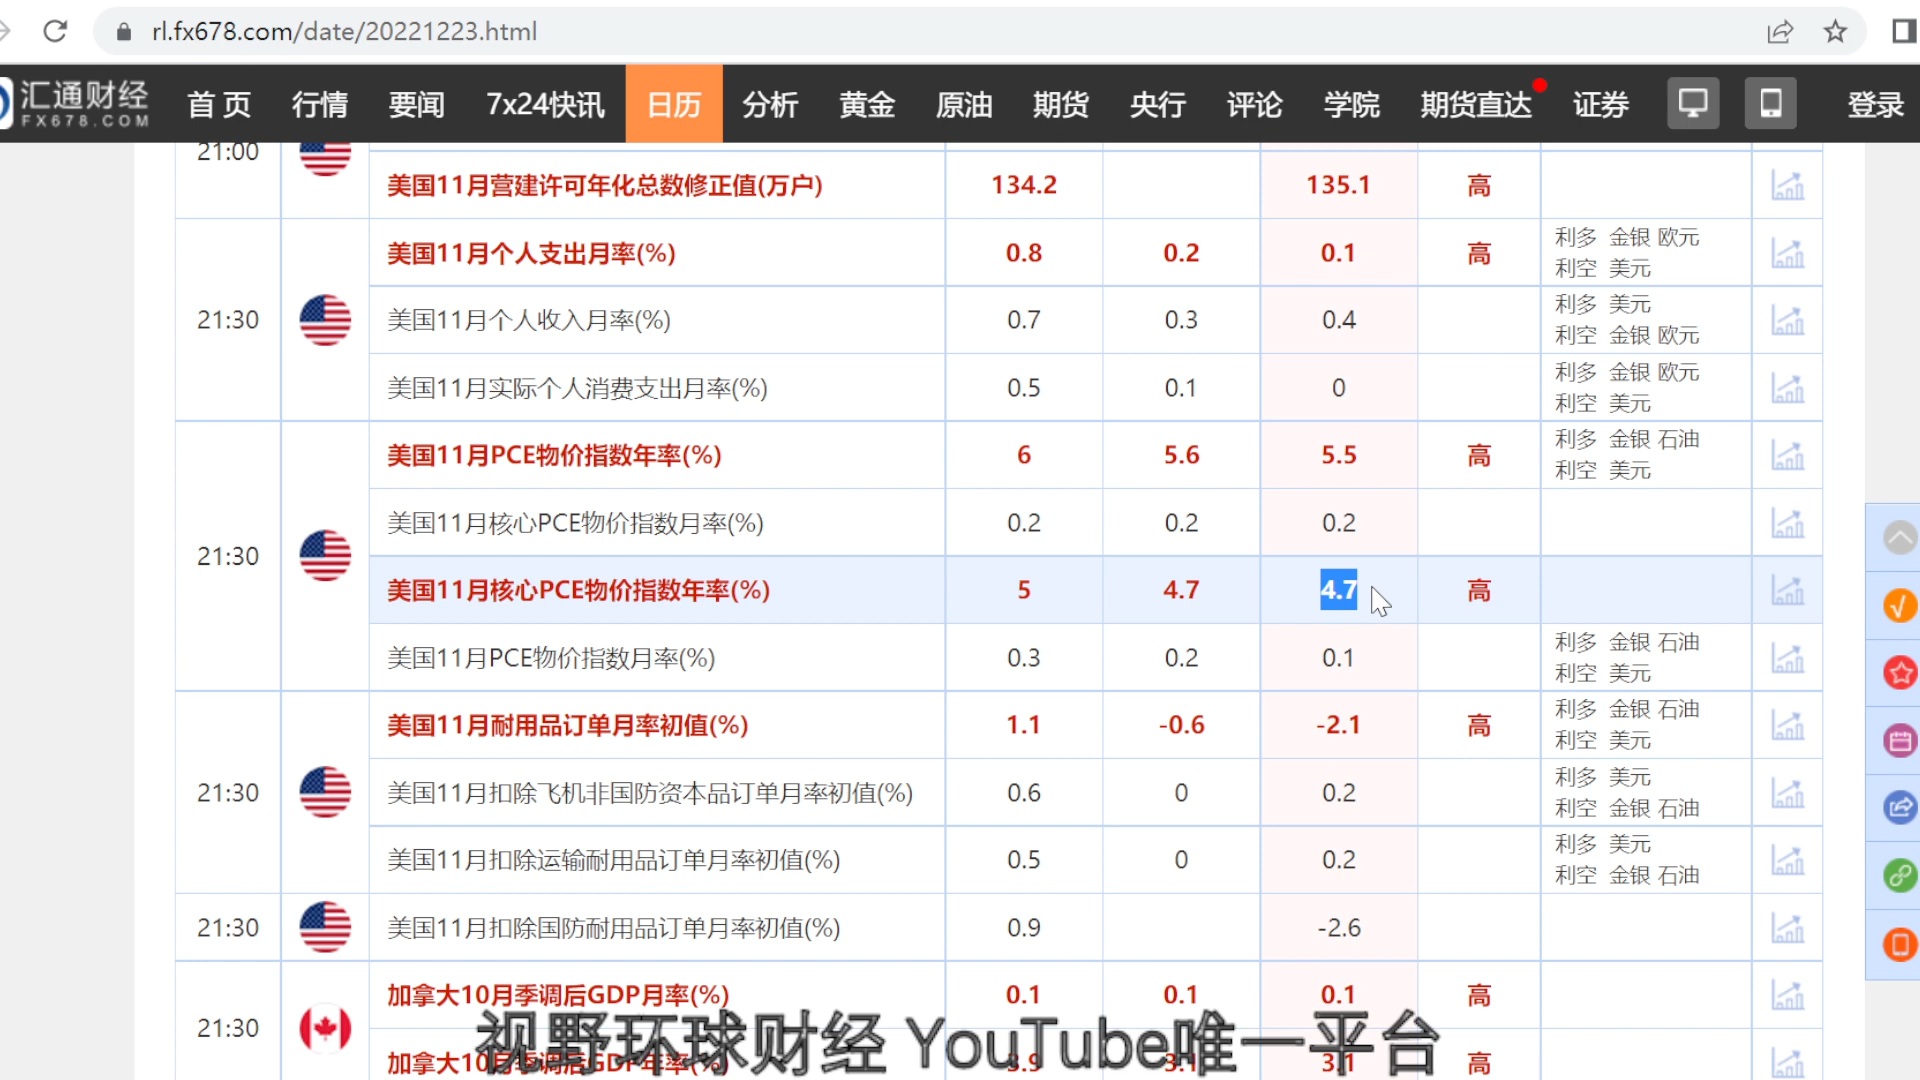 rl.fx678.com/date/20221223.html
汇通财经 首页 行情 要闻 7x24快讯 日历 分析 黄金 原油 期货 央行 评论 学院 期货直达 证券 登录
FX678.COM
21:00
美国11月营建许可年化总数修正值(万户) 134.2 135.1 高
美国11月个人支出月率(%) 0.8 0.2 0.1 高 利多 金银 欧元
利空 美元
21:30 美国11月个人收入月率(%) 0.7 0.3 0.4 利多 美元
利空 金银 欧元
美国11月实际个人消费支出月率(%) 0.5 0.1 0 利多 金银 欧元
利空 美元
美国11月PCE物价指数年率(%) 6 5.6 5.5 高 利多 金银 石油
利空 美元
美国11月核心PCE物价指数月率(%) 0.2 0.2 0.2
21:30
美国11月核心PCE物价指数年率(%) 5 4.7 4.7 高
美国11月PCE物价指数月率(%) 0.3 0.2 0.1 利多 金银 石油
利空 美元
美国11月耐用品订单月率初值(%) 1.1 -0.6 -2.1 高 利多 金银 石油
利空 美元
21:30 美国11月扣除飞机非国防资本品订单月率初值(%) 0.6 0 0.2 利多 美元
利空 金银 石油
美国11月扣除运输耐用品订单月率初值(%) 0.5 0 0.2 利多 美元
利空 金银 石油
21:30 美国11月扣除国防耐用品订单月率初值(%) 0.9 -2.6
加拿大10月季调后GDP月率(%) 0.1 0.1 0.1 高
21:30
视野环球财经 YouTube唯一平台
加拿大10月季调后GDP年率(%) 3.9 3.1 3.1 高